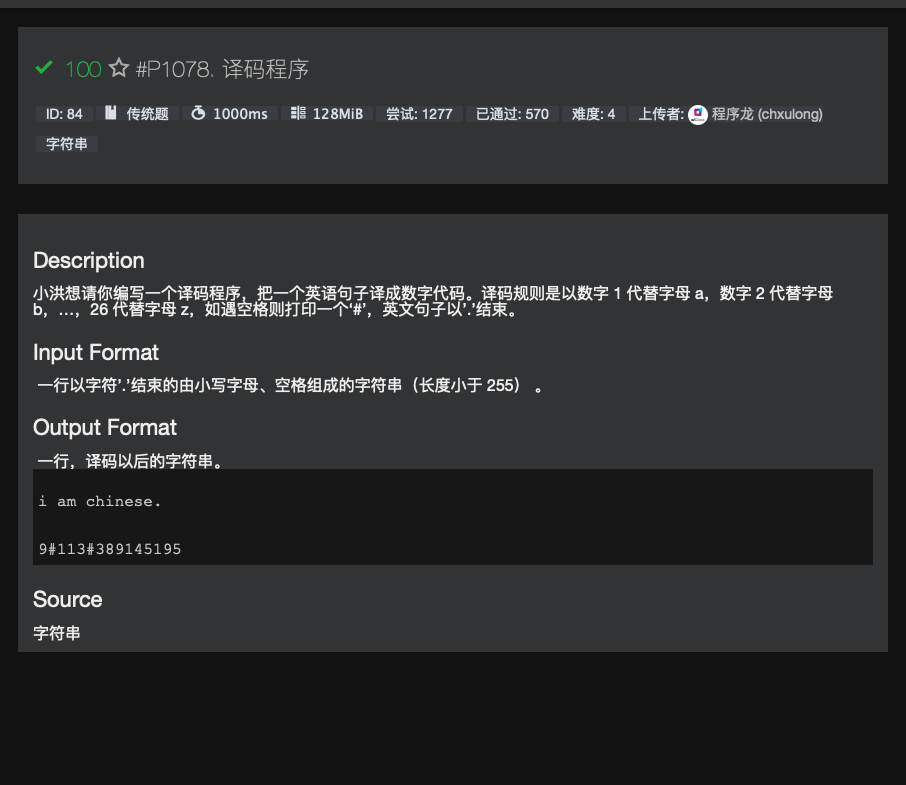 100 #P1078. 译码程序
ID: 84 传统题 1000ms 128MiB 尝试: 1277 已通过: 570 难度: 4 上传者: 程序龙 (chxulong)
字符串
Description
小洪想请你编写一个译码程序，把一个英语句子译成数字代码。译码规则是以数字 1 代替字母 a，数字 2 代替字母
b，…，26 代替字母 z，如遇空格则打印一个‘#’，英文句子以’.’结束。
Input Format
一行以字符’.’结束的由小写字母、空格组成的字符串（长度小于 255） 。
Output Format
一行，译码以后的字符串。
i am chinese.
9#113#389145195
Source
字符串